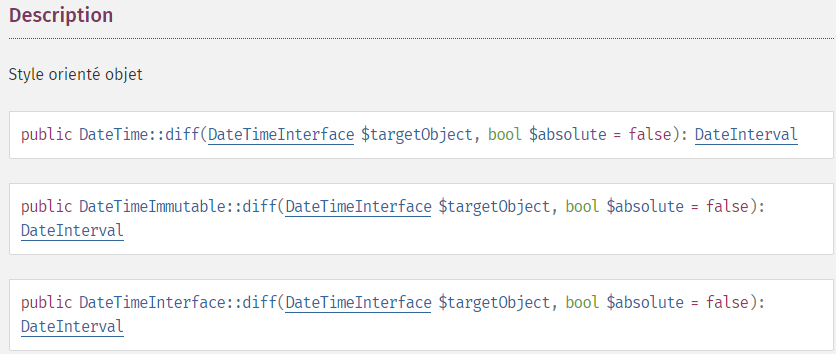 Description
Style orienté objet
public DateTime::diff(DateTimeInterface $targetObject, bool $absolute = false): DateInterval
public DateTimeImmutable::diff(DateTimeInterface $targetObject, bool $absolute = false):
DateInterval
public DateTimeInterface::diff(DateTimeInterface $targetObject, bool $absolute = false):
DateInterval